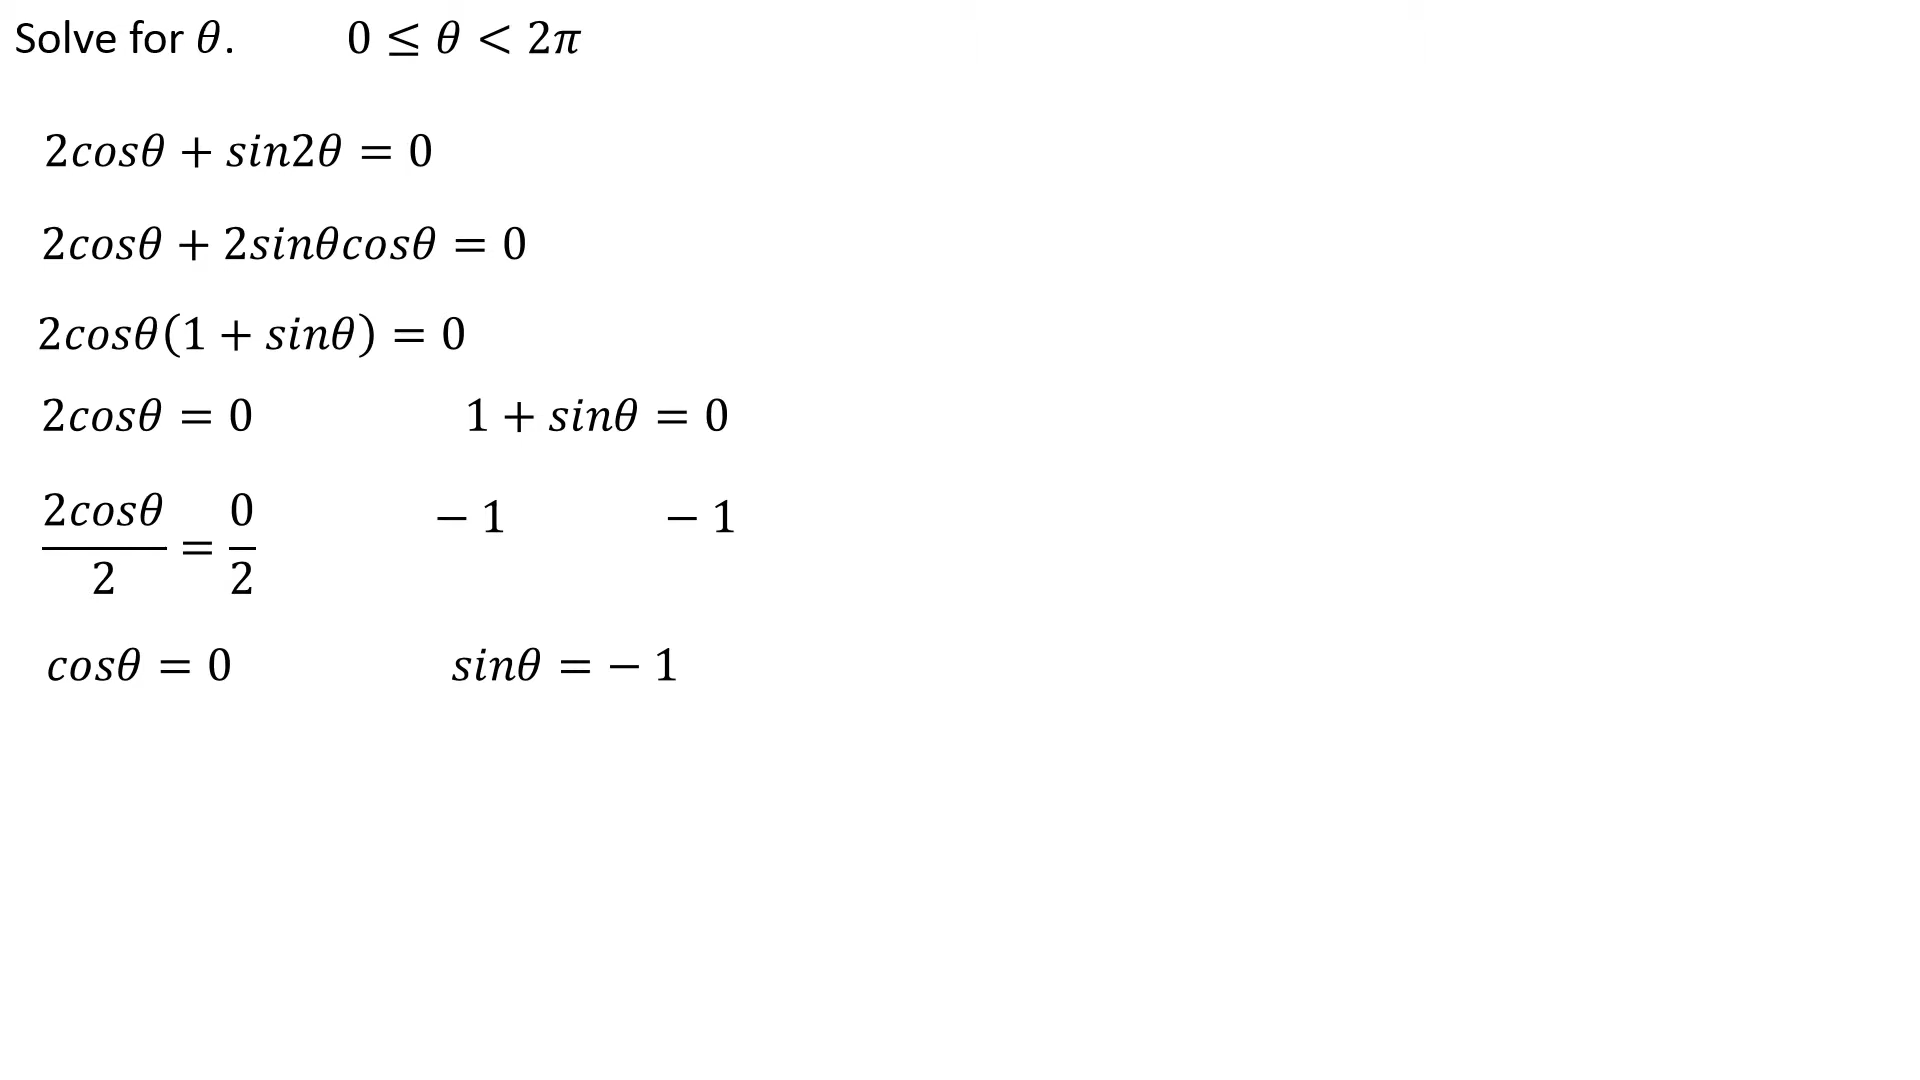 Solve for θ. 0 ≤ θ < 2π
2cosθ + sin2θ = 0
2cosθ + 2sinθcosθ = 0
2cosθ(1 + sinθ) = 0
2cosθ = 0 1 + sinθ = 0
2cosθ/2 = 0/2 − 1 − 1
cosθ = 0 sinθ = − 1